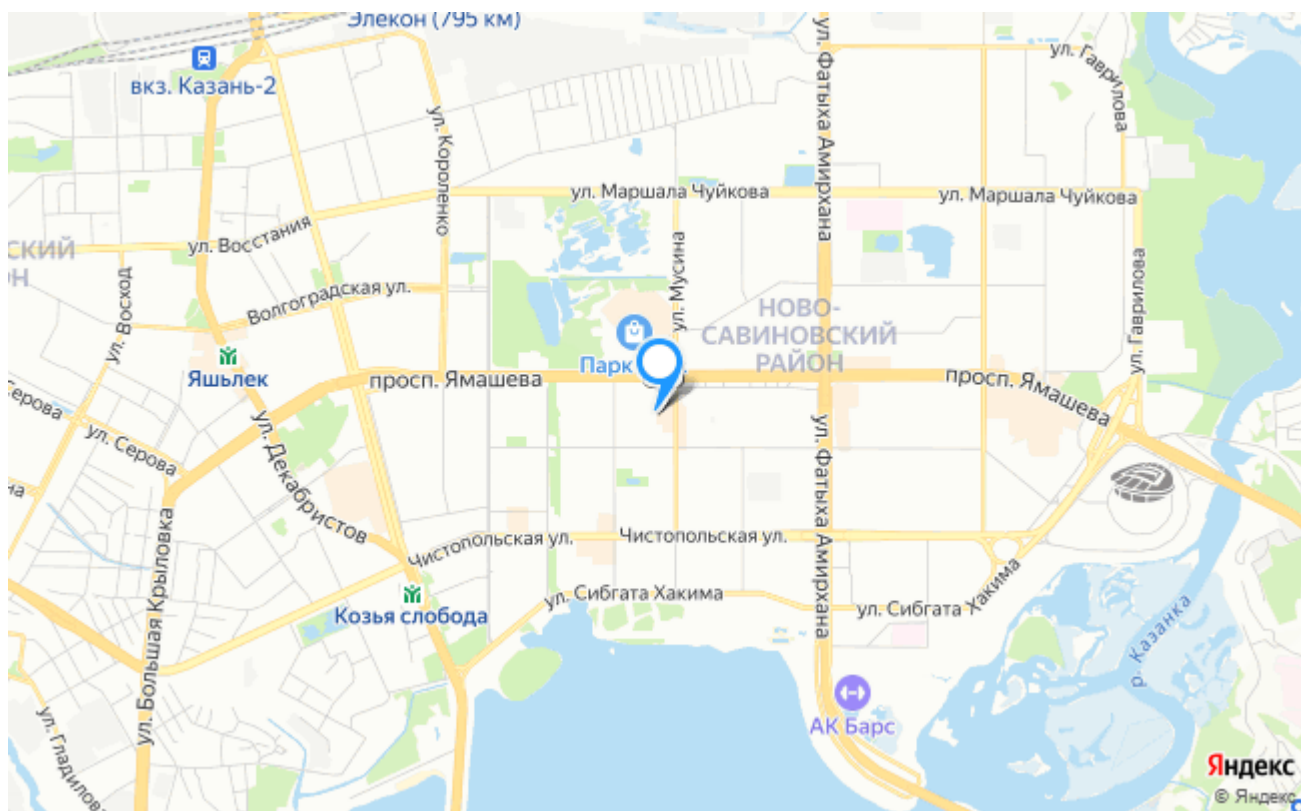 Элекон (795 км)
вкз. Казань-2
ул. Фатыха Амирхана
ул. Гаврилова
ул. Короленко
ул. Маршала Чуйкова
ул. Маршала Чуйкова
ул. Восстания
СКИЙ
ОН
ул. Восход
Волгоградская ул.
ул. Мусина
ул. Гаврилова
НОВО-
САВИНОВСКИЙ
РАЙОН
Парк
Яшьлек
просп. Ямашева
просп. Ямашева
Серова
ул. Серова
ул. Декабристов
ул. Фатыха Амирхана
на
ул. Большая Крыловка
Чистопольская ул.
Чистопольская ул.
Козья слобода
ул. Сибгата Хакима
ул. Сибгата Хакима
р. Казанка
АК Барс
ул. Гладилова
Яндекс
© Яндекс